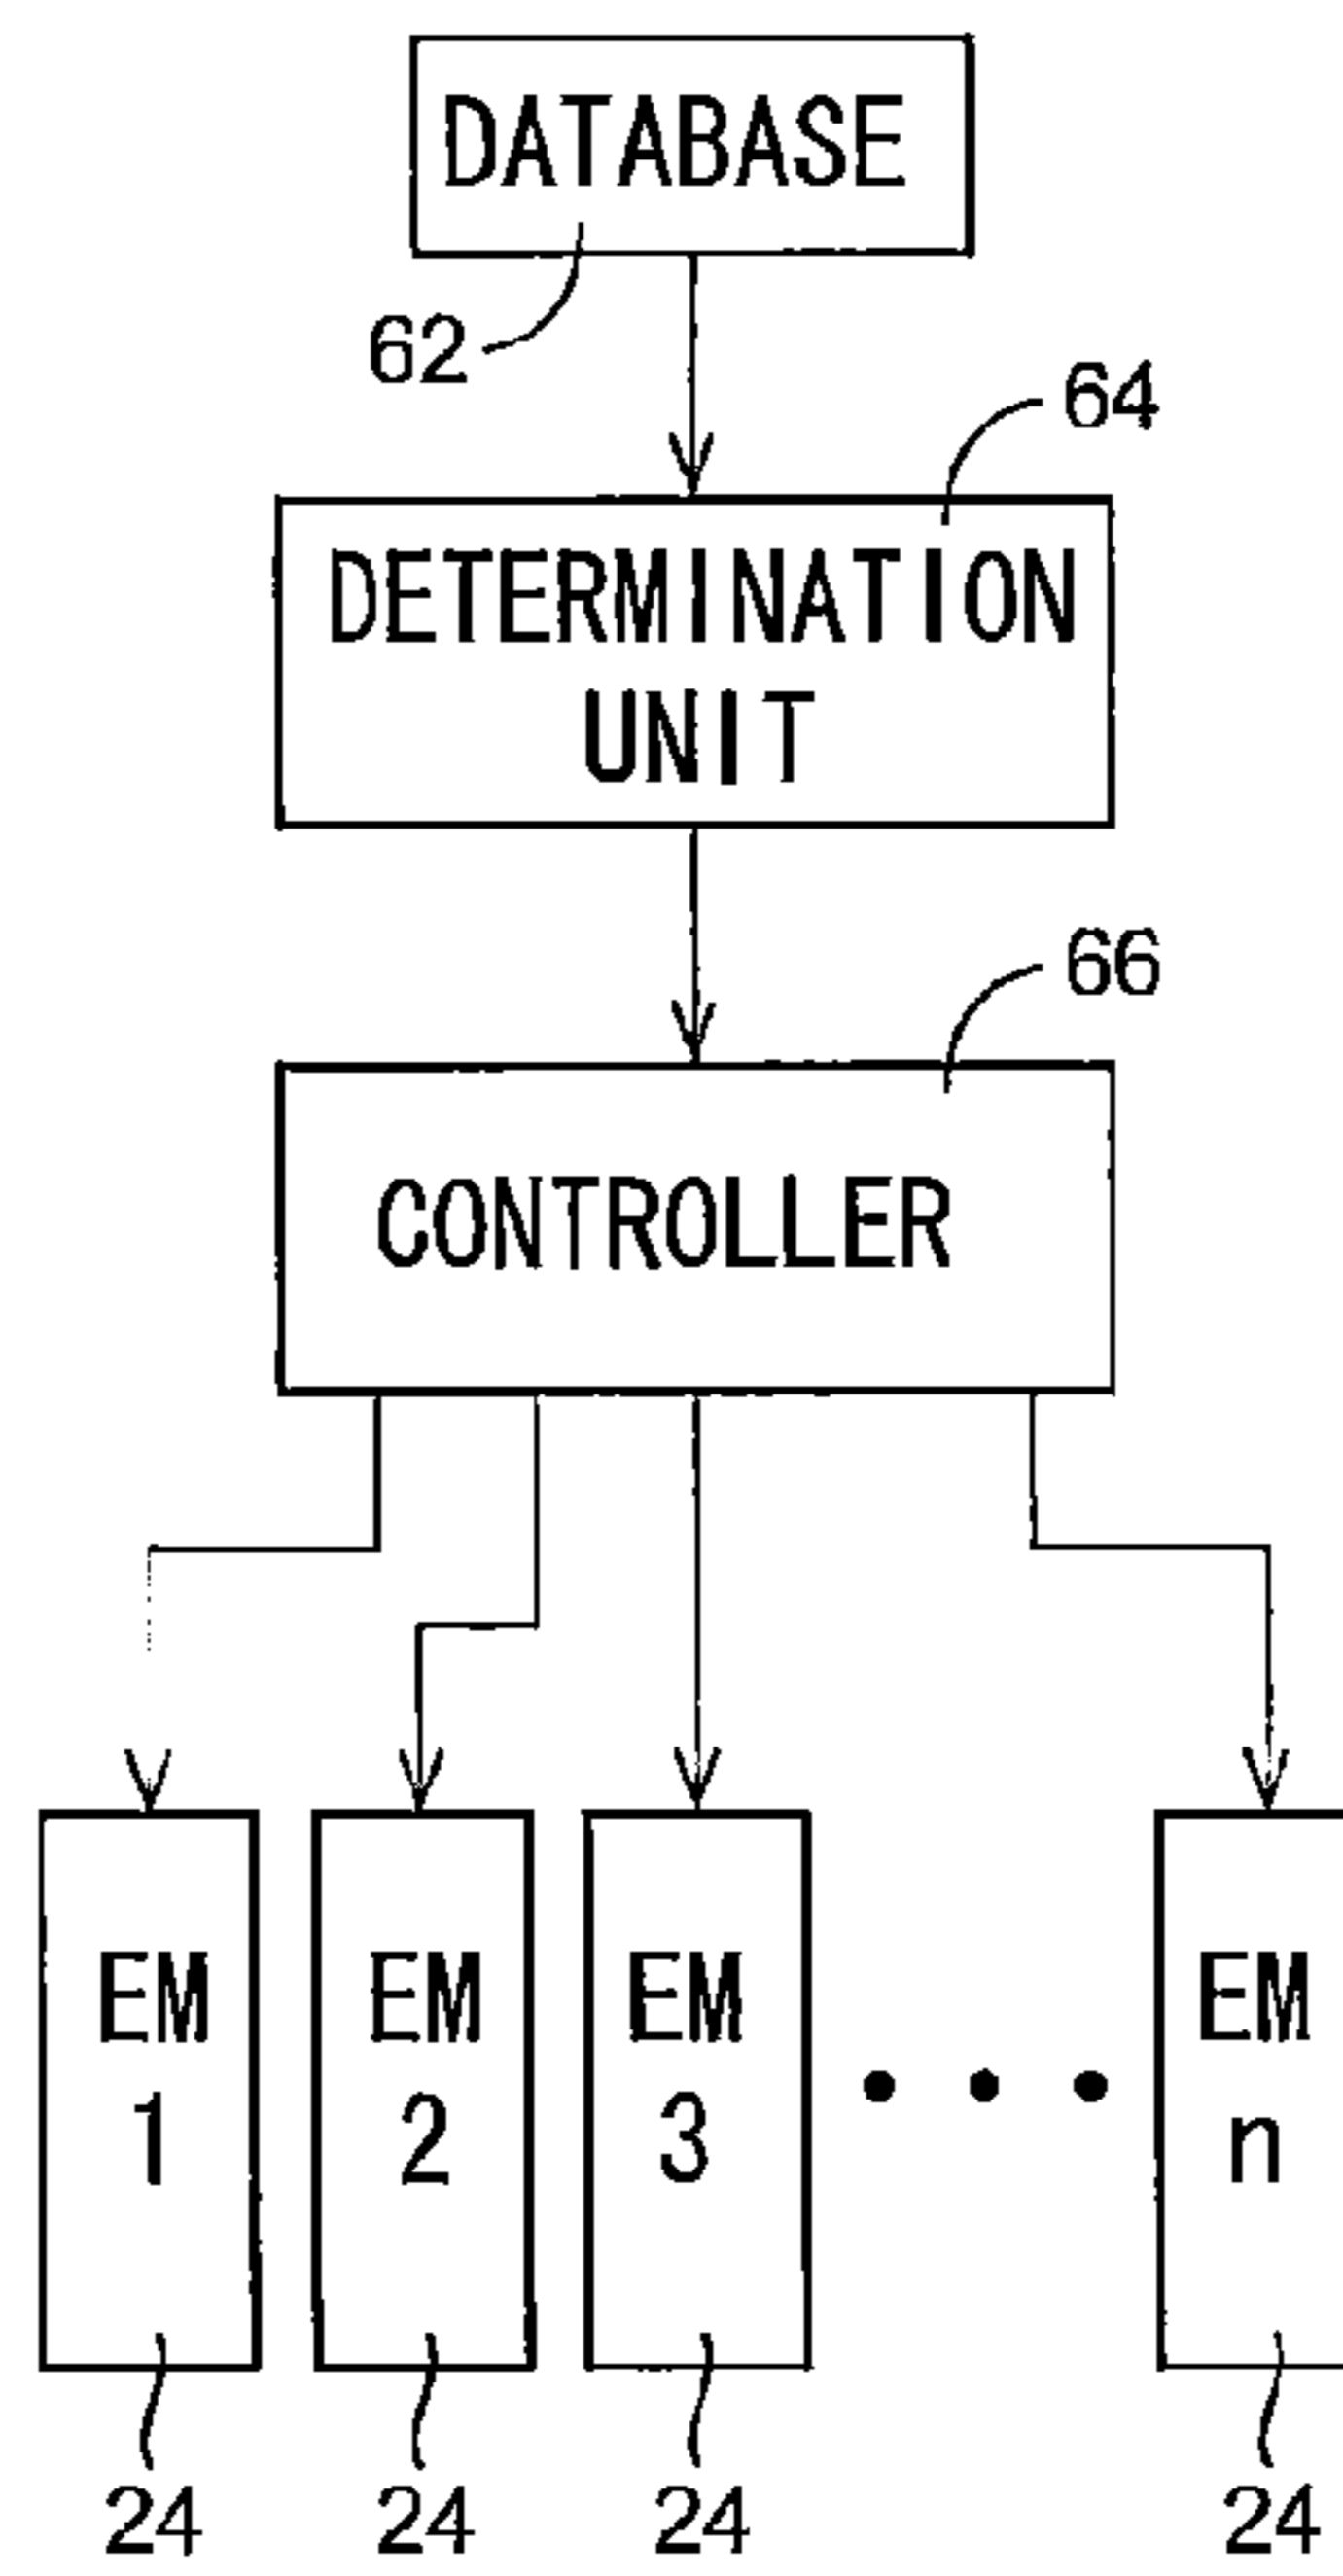 DATABASE
62
64
DETERMINATION
UNIT
66
CONTROLLER
EM EM EM EM
1 2 3 • • • n
24 24 24 24